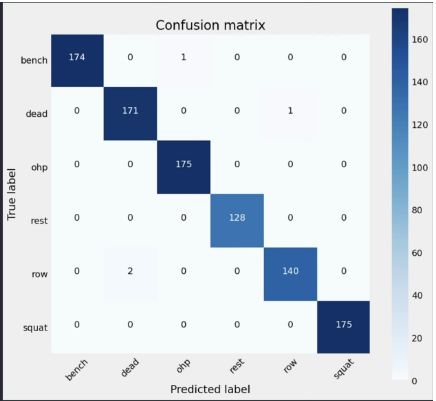 Confusion matrix
True label
bench 174 0 1 0 0 0
dead 0 171 0 0 1 0
ohp 0 0 175 0 0 0
rest 0 0 0 128 0 0
row 0 2 0 0 140 0
squat 0 0 0 0 0 175
bench dead ohp rest row squat
Predicted label
160
140
120
100
80
60
40
20
0